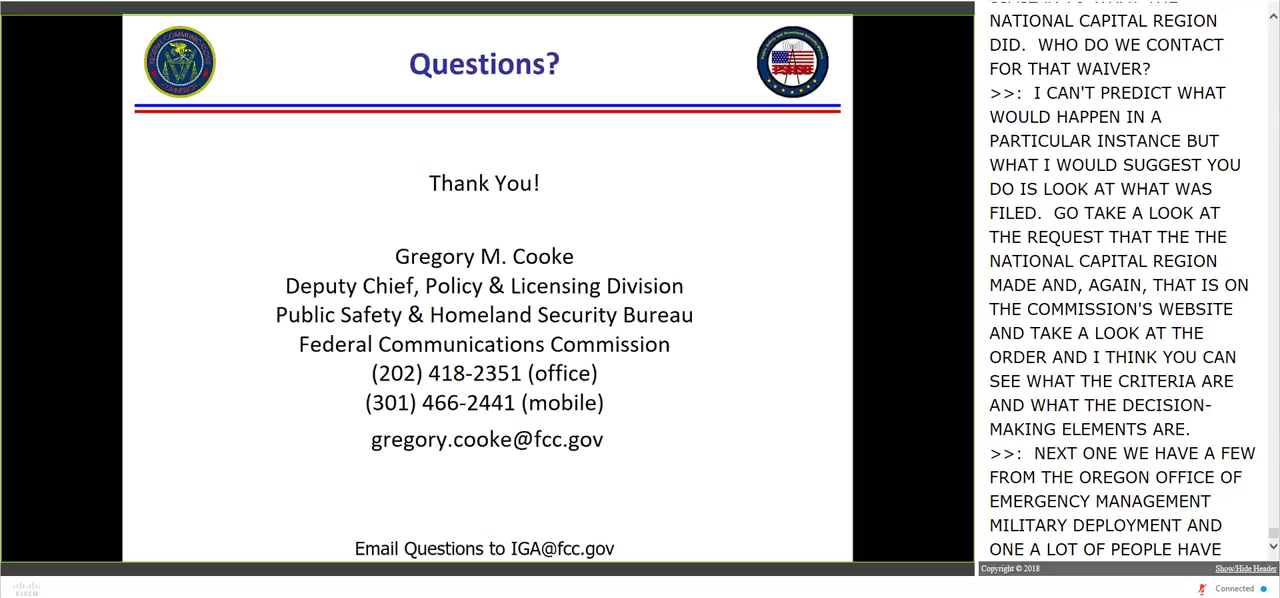 Questions?
Thank You!
Gregory M. Cooke
Deputy Chief, Policy & Licensing Division
Public Safety & Homeland Security Bureau
Federal Communications Commission
(202) 418-2351 (office)
(301) 466-2441 (mobile)
gregory.cooke@fcc.gov
Email Questions to IGA@fcc.gov
NATIONAL CAPITAL REGION
DID. WHO DO WE CONTACT
FOR THAT WAIVER?
>>: I CAN'T PREDICT WHAT
WOULD HAPPEN IN A
PARTICULAR INSTANCE BUT
WHAT I WOULD SUGGEST YOU
DO IS LOOK AT WHAT WAS
FILED. GO TAKE A LOOK AT
THE REQUEST THAT THE THE
NATIONAL CAPITAL REGION
MADE AND, AGAIN, THAT IS ON
THE COMMISSION'S WEBSITE
AND TAKE A LOOK AT THE
ORDER AND I THINK YOU CAN
SEE WHAT THE CRITERIA ARE
AND WHAT THE DECISION-
MAKING ELEMENTS ARE.
>>: NEXT ONE WE HAVE A FEW
FROM THE OREGON OFFICE OF
EMERGENCY MANAGEMENT
MILITARY DEPLOYMENT AND
ONE A LOT OF PEOPLE HAVE
Copyright © 2018
Show/Hide Header
CISCO
Connected